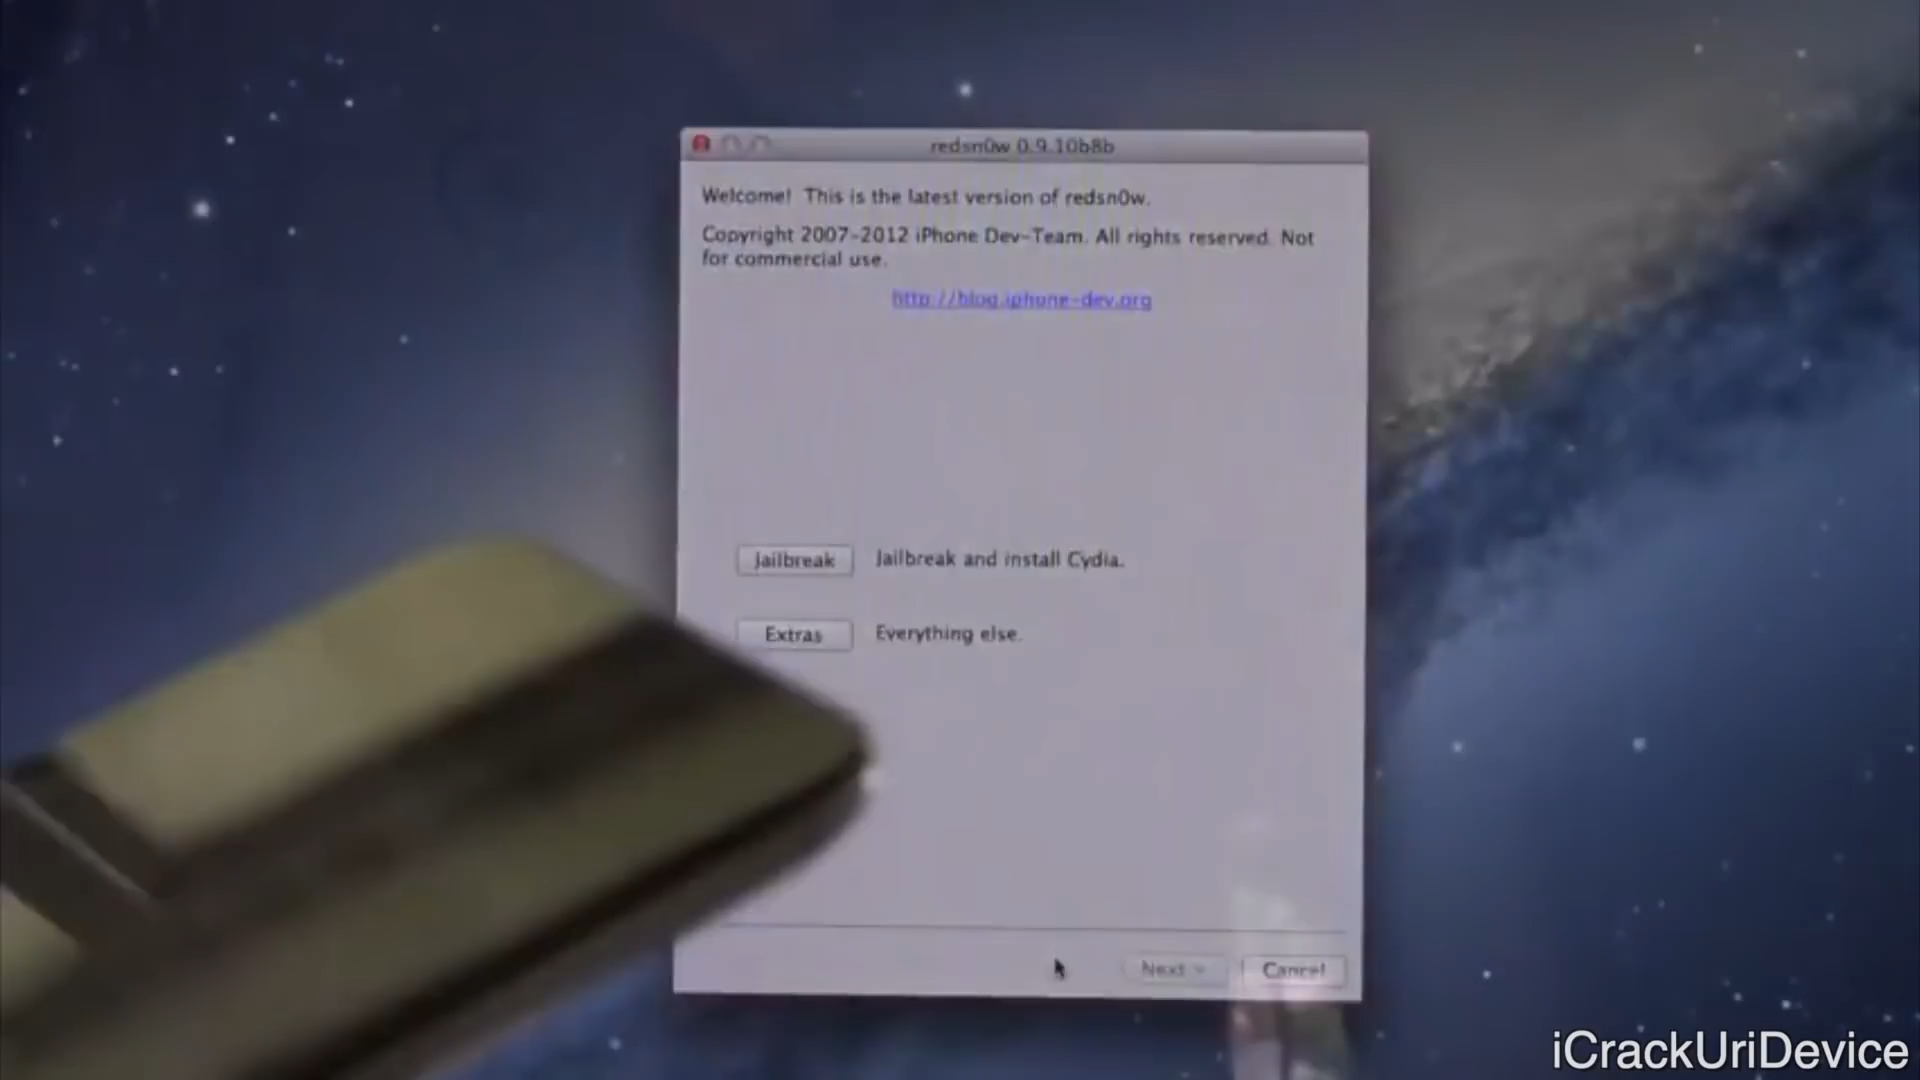 redsn0w 0.9.10b8b
Welcome! This is the latest version of redsn0w.
Copyright 2007-2012 iPhone Dev-Team. All rights reserved. Not
for commercial use.
http://blog.iphone-dev.org
Jailbreak Jailbreak and install Cydia.
Extras Everything else.
Next > Cancel
iCrackUriDevice